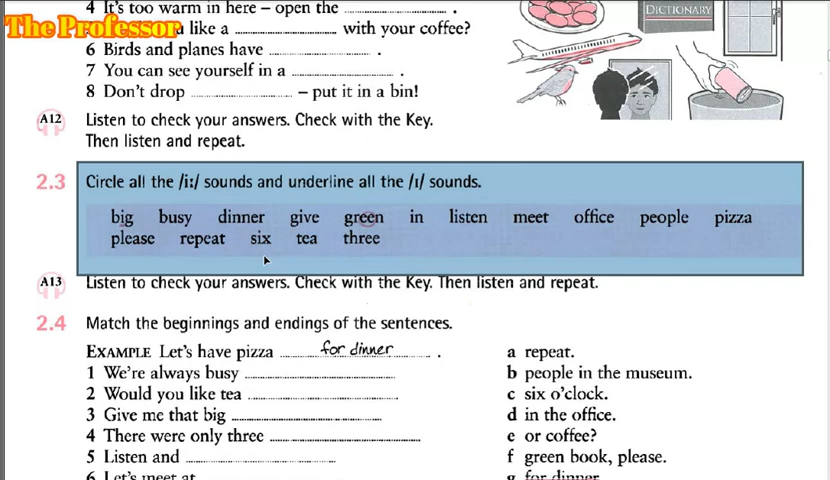 4 It's too warm in here – open the .
The Professor
like a with your coffee?
6 Birds and planes have .
7 You can see yourself in a .
8 Don't drop – put it in a bin!
DICTIONARY
A12 Listen to check your answers. Check with the Key.
Then listen and repeat.
2.3 Circle all the /i:/ sounds and underline all the /ɪ/ sounds.
big busy dinner give green in listen meet office people pizza
please repeat six tea three
A13 Listen to check your answers. Check with the Key. Then listen and repeat.
2.4 Match the beginnings and endings of the sentences.
EXAMPLE Let's have pizza for dinner .
1 We're always busy
2 Would you like tea
3 Give me that big
4 There were only three
5 Listen and
6 Let's meet at
a repeat.
b people in the museum.
c six o'clock.
d in the office.
e or coffee?
f green book, please.
g for dinner